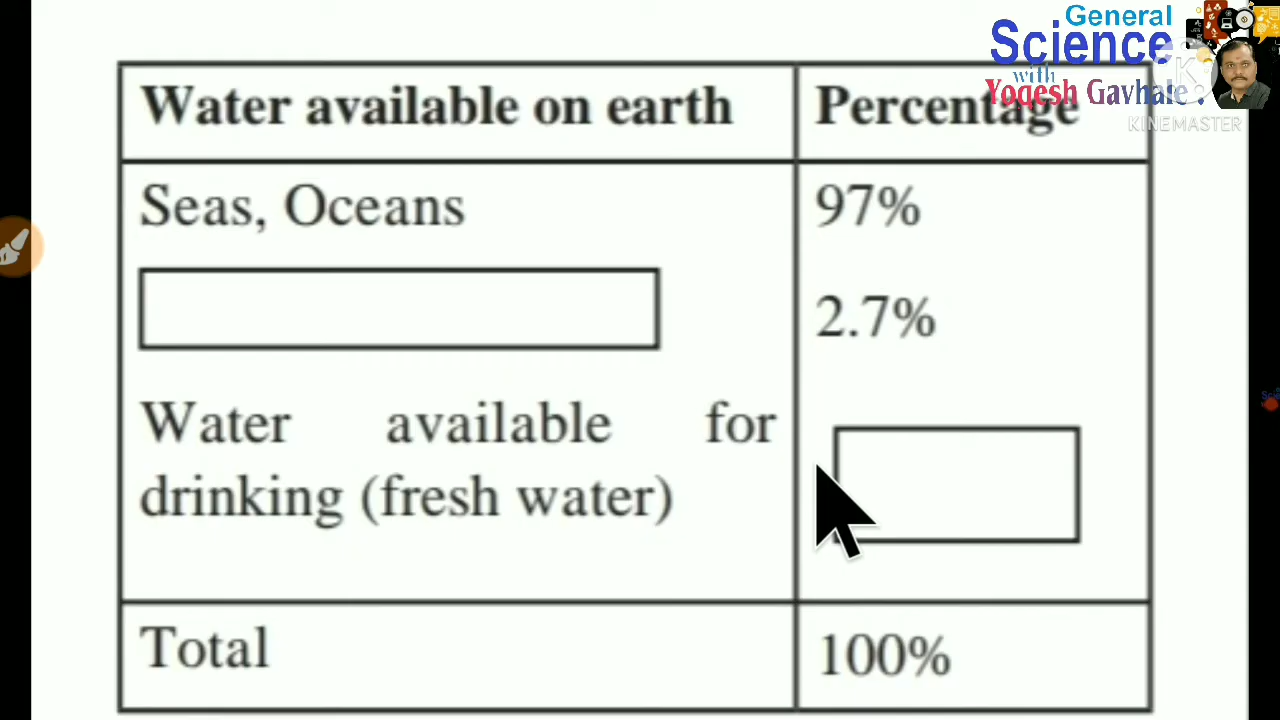 General
Science
with
Yogesh Gavhale .
KINEMASTER
Water available on earth Percentage
Seas, Oceans 97%
2.7%
Water available for
drinking (fresh water)
Total 100%